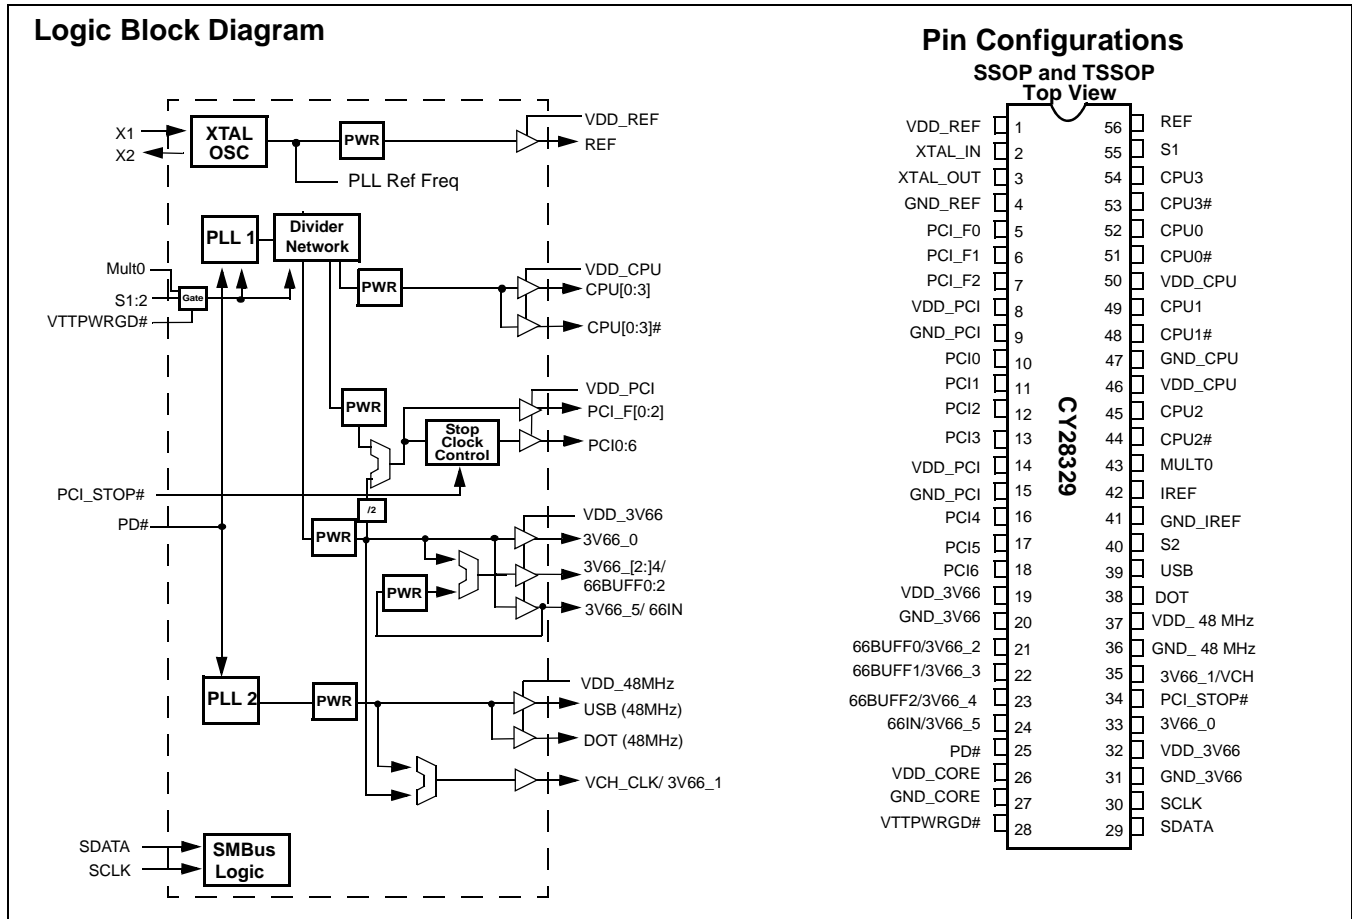 Logic Block Diagram
X1
X2
XTAL
OSC
PWR
VDD_REF
REF
PLL Ref Freq
PLL 1
Divider
Network
Mult0
S1:2
VTTPWRGD#
Gate
PWR
VDD_CPU
CPU[0:3]
CPU[0:3]#
PWR
Stop
Clock
Control
VDD_PCI
PCI_F[0:2]
PCI0:6
PCI_STOP#
PD#
/2
PWR
VDD_3V66
3V66_0
3V66_[2:]4/
66BUFF0:2
PWR
3V66_5/ 66IN
PLL 2
PWR
VDD_48MHz
USB (48MHz)
DOT (48MHz)
VCH_CLK/ 3V66_1
SDATA
SCLK
SMBus
Logic
Pin Configurations
SSOP and TSSOP
Top View
VDD_REF 1 56 REF
XTAL_IN 2 55 S1
XTAL_OUT 3 54 CPU3
GND_REF 4 53 CPU3#
PCI_F0 5 52 CPU0
PCI_F1 6 51 CPU0#
PCI_F2 7 50 VDD_CPU
VDD_PCI 8 49 CPU1
GND_PCI 9 48 CPU1#
PCI0 10 47 GND_CPU
PCI1 11 46 VDD_CPU
PCI2 12 45 CPU2
PCI3 13 44 CPU2#
VDD_PCI 14 43 MULT0
GND_PCI 15 42 IREF
PCI4 16 41 GND_IREF
PCI5 17 40 S2
PCI6 18 39 USB
VDD_3V66 19 38 DOT
GND_3V66 20 37 VDD_ 48 MHz
66BUFF0/3V66_2 21 36 GND_ 48 MHz
66BUFF1/3V66_3 22 35 3V66_1/VCH
66BUFF2/3V66_4 23 34 PCI_STOP#
66IN/3V66_5 24 33 3V66_0
PD# 25 32 VDD_3V66
VDD_CORE 26 31 GND_3V66
GND_CORE 27 30 SCLK
VTTPWRGD# 28 29 SDATA
CY28329